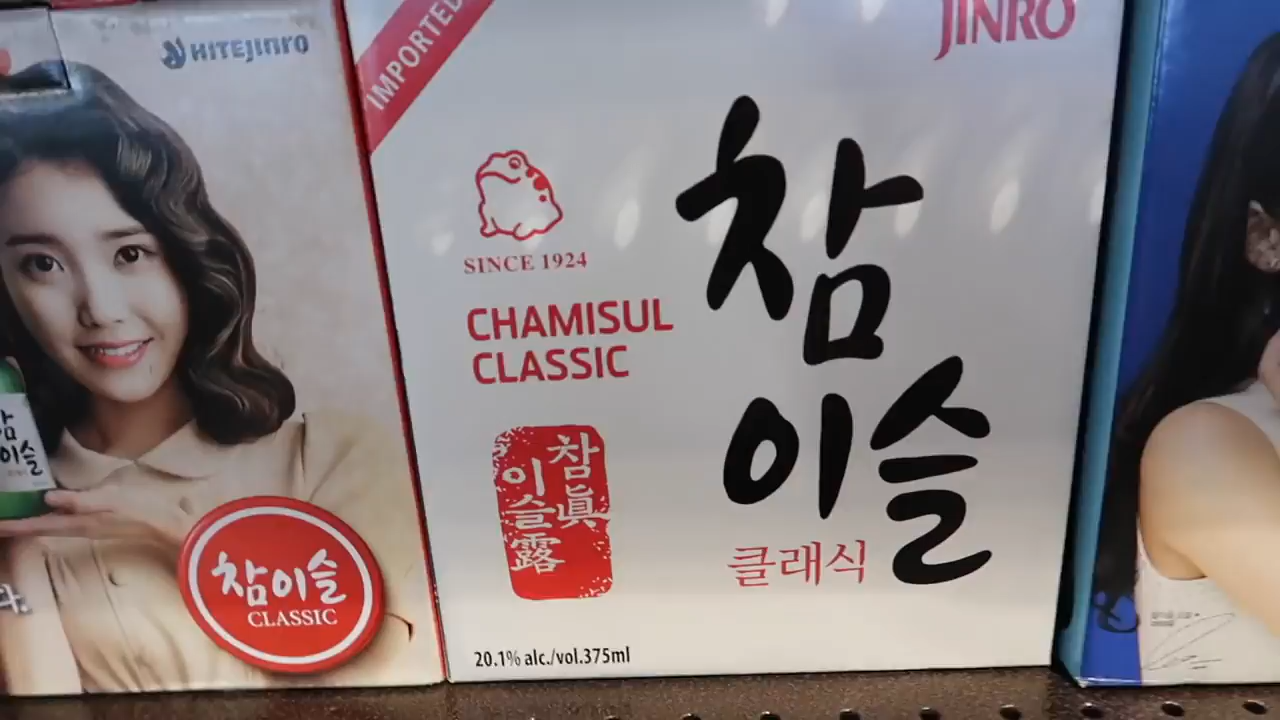 HITEJINRO
참
이슬
다.
참이슬
CLASSIC
IMPORTED
JINRO
SINCE 1924
CHAMISUL
CLASSIC
참眞
이슬露
참
이슬
클래식
20.1% alc./vol.375ml